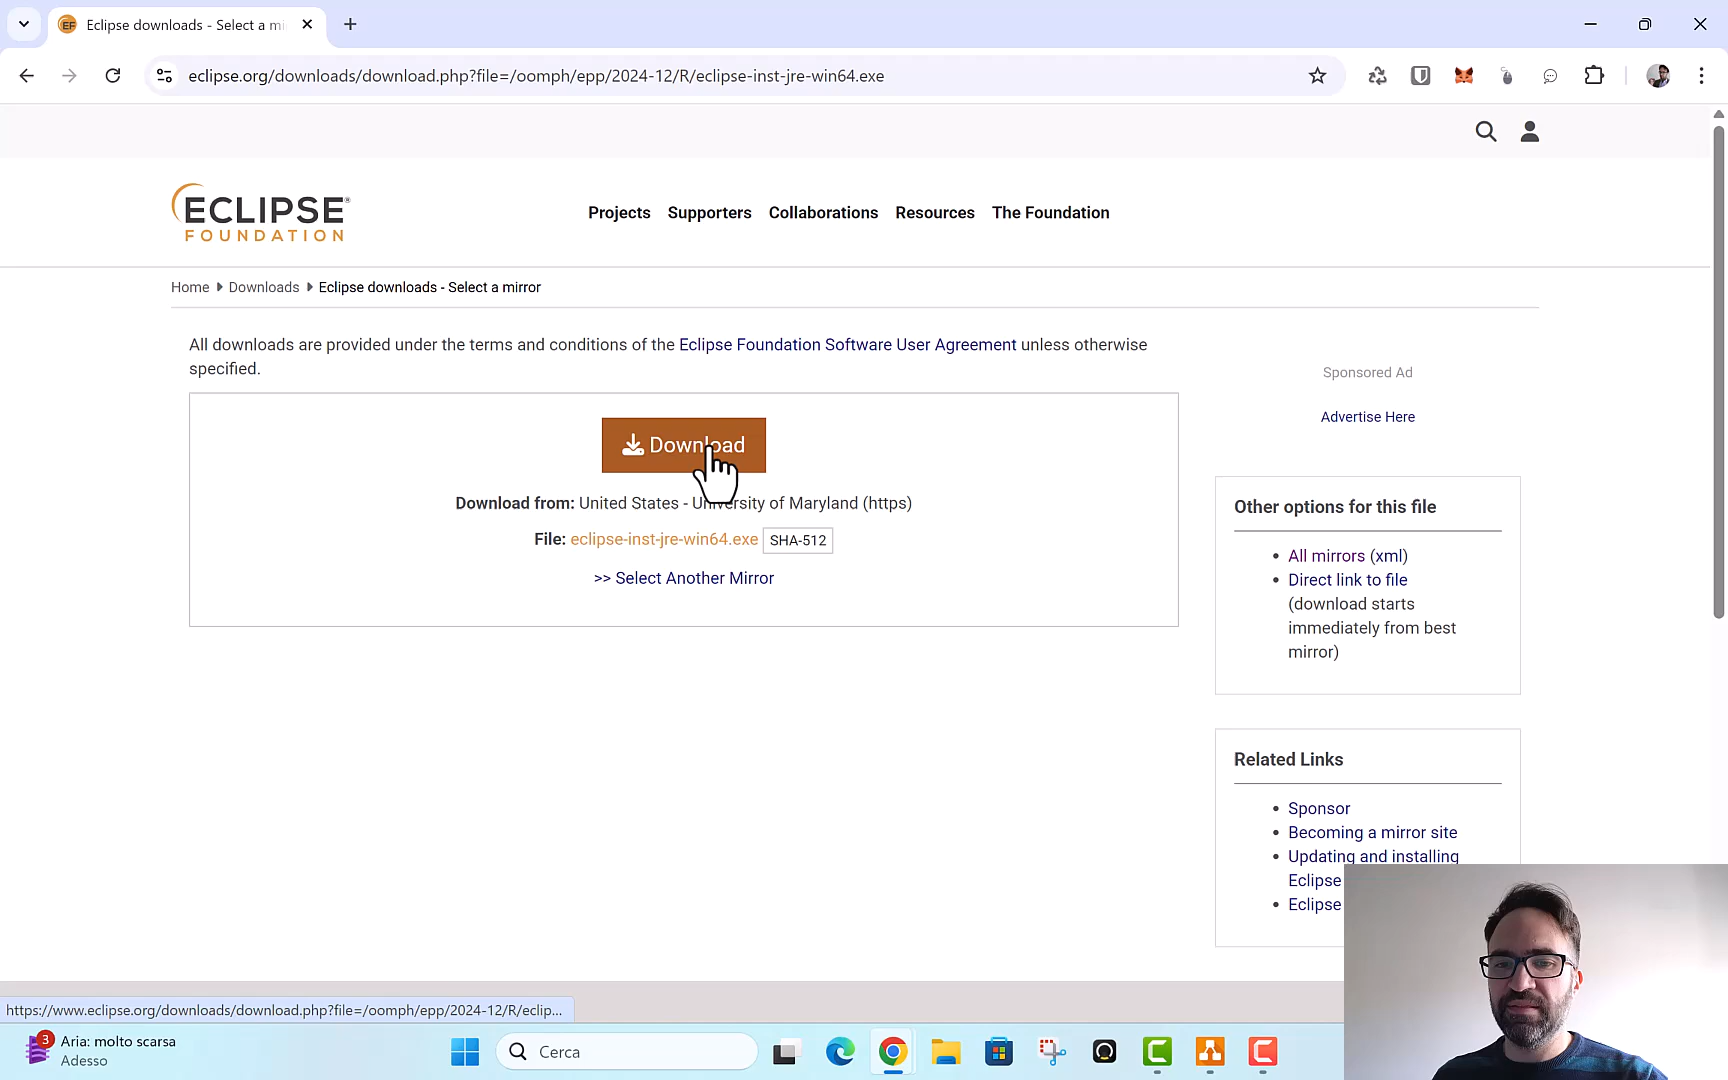 Eclipse downloads - Select a mi
eclipse.org/downloads/download.php?file=/oomph/epp/2024-12/R/eclipse-inst-jre-win64.exe
ECLIPSE®
FOUNDATION
Projects Supporters Collaborations Resources The Foundation
Home Downloads Eclipse downloads - Select a mirror
All downloads are provided under the terms and conditions of the Eclipse Foundation Software User Agreement unless otherwise
specified.
Download
Download from: United States - University of Maryland (https)
File: eclipse-inst-jre-win64.exe SHA-512
>> Select Another Mirror
Sponsored Ad
Advertise Here
Other options for this file
All mirrors (xml)
Direct link to file
(download starts
immediately from best
mirror)
Related Links
Sponsor
Becoming a mirror site
Updating and installing
Eclipse
Eclipse
https://www.eclipse.org/downloads/download.php?file=/oomph/epp/2024-12/R/eclip...
3
Aria: molto scarsa
Adesso
Cerca